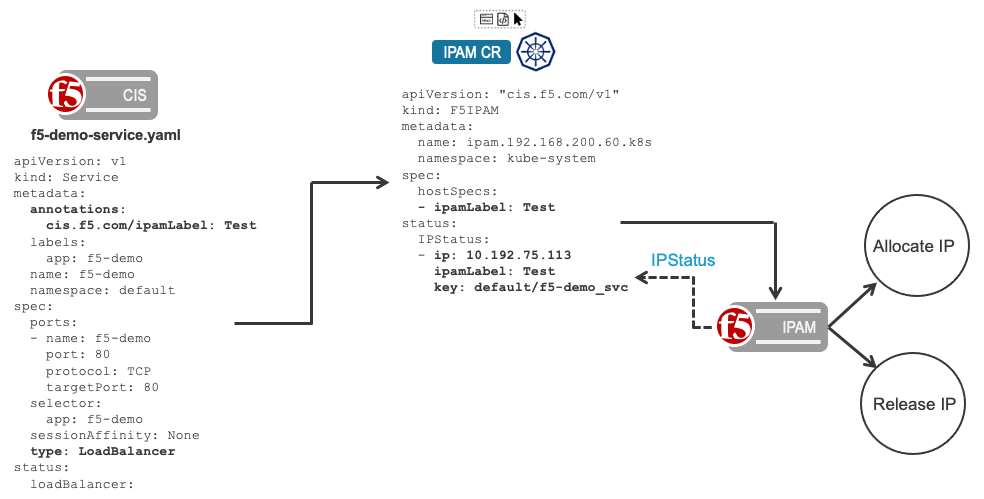 IPAM CR
apiVersion: "cis.f5.com/v1"
kind: F5IPAM
metadata:
  name: ipam.192.168.200.60.k8s
  namespace: kube-system
spec:
  hostSpecs:
  - ipamLabel: Test
status:
  IPStatus:
  - ip: 10.192.75.113
    ipamLabel: Test
    key: default/f5-demo_svc
f5
CIS
f5-demo-service.yaml
apiVersion: v1
kind: Service
metadata:
  annotations:
    cis.f5.com/ipamLabel: Test
  labels:
    app: f5-demo
  name: f5-demo
  namespace: default
spec:
  ports:
  - name: f5-demo
    port: 80
    protocol: TCP
    targetPort: 80
  selector:
    app: f5-demo
  sessionAffinity: None
  type: LoadBalancer
status:
  loadBalancer:
IPStatus
f5
IPAM
Allocate IP
Release IP